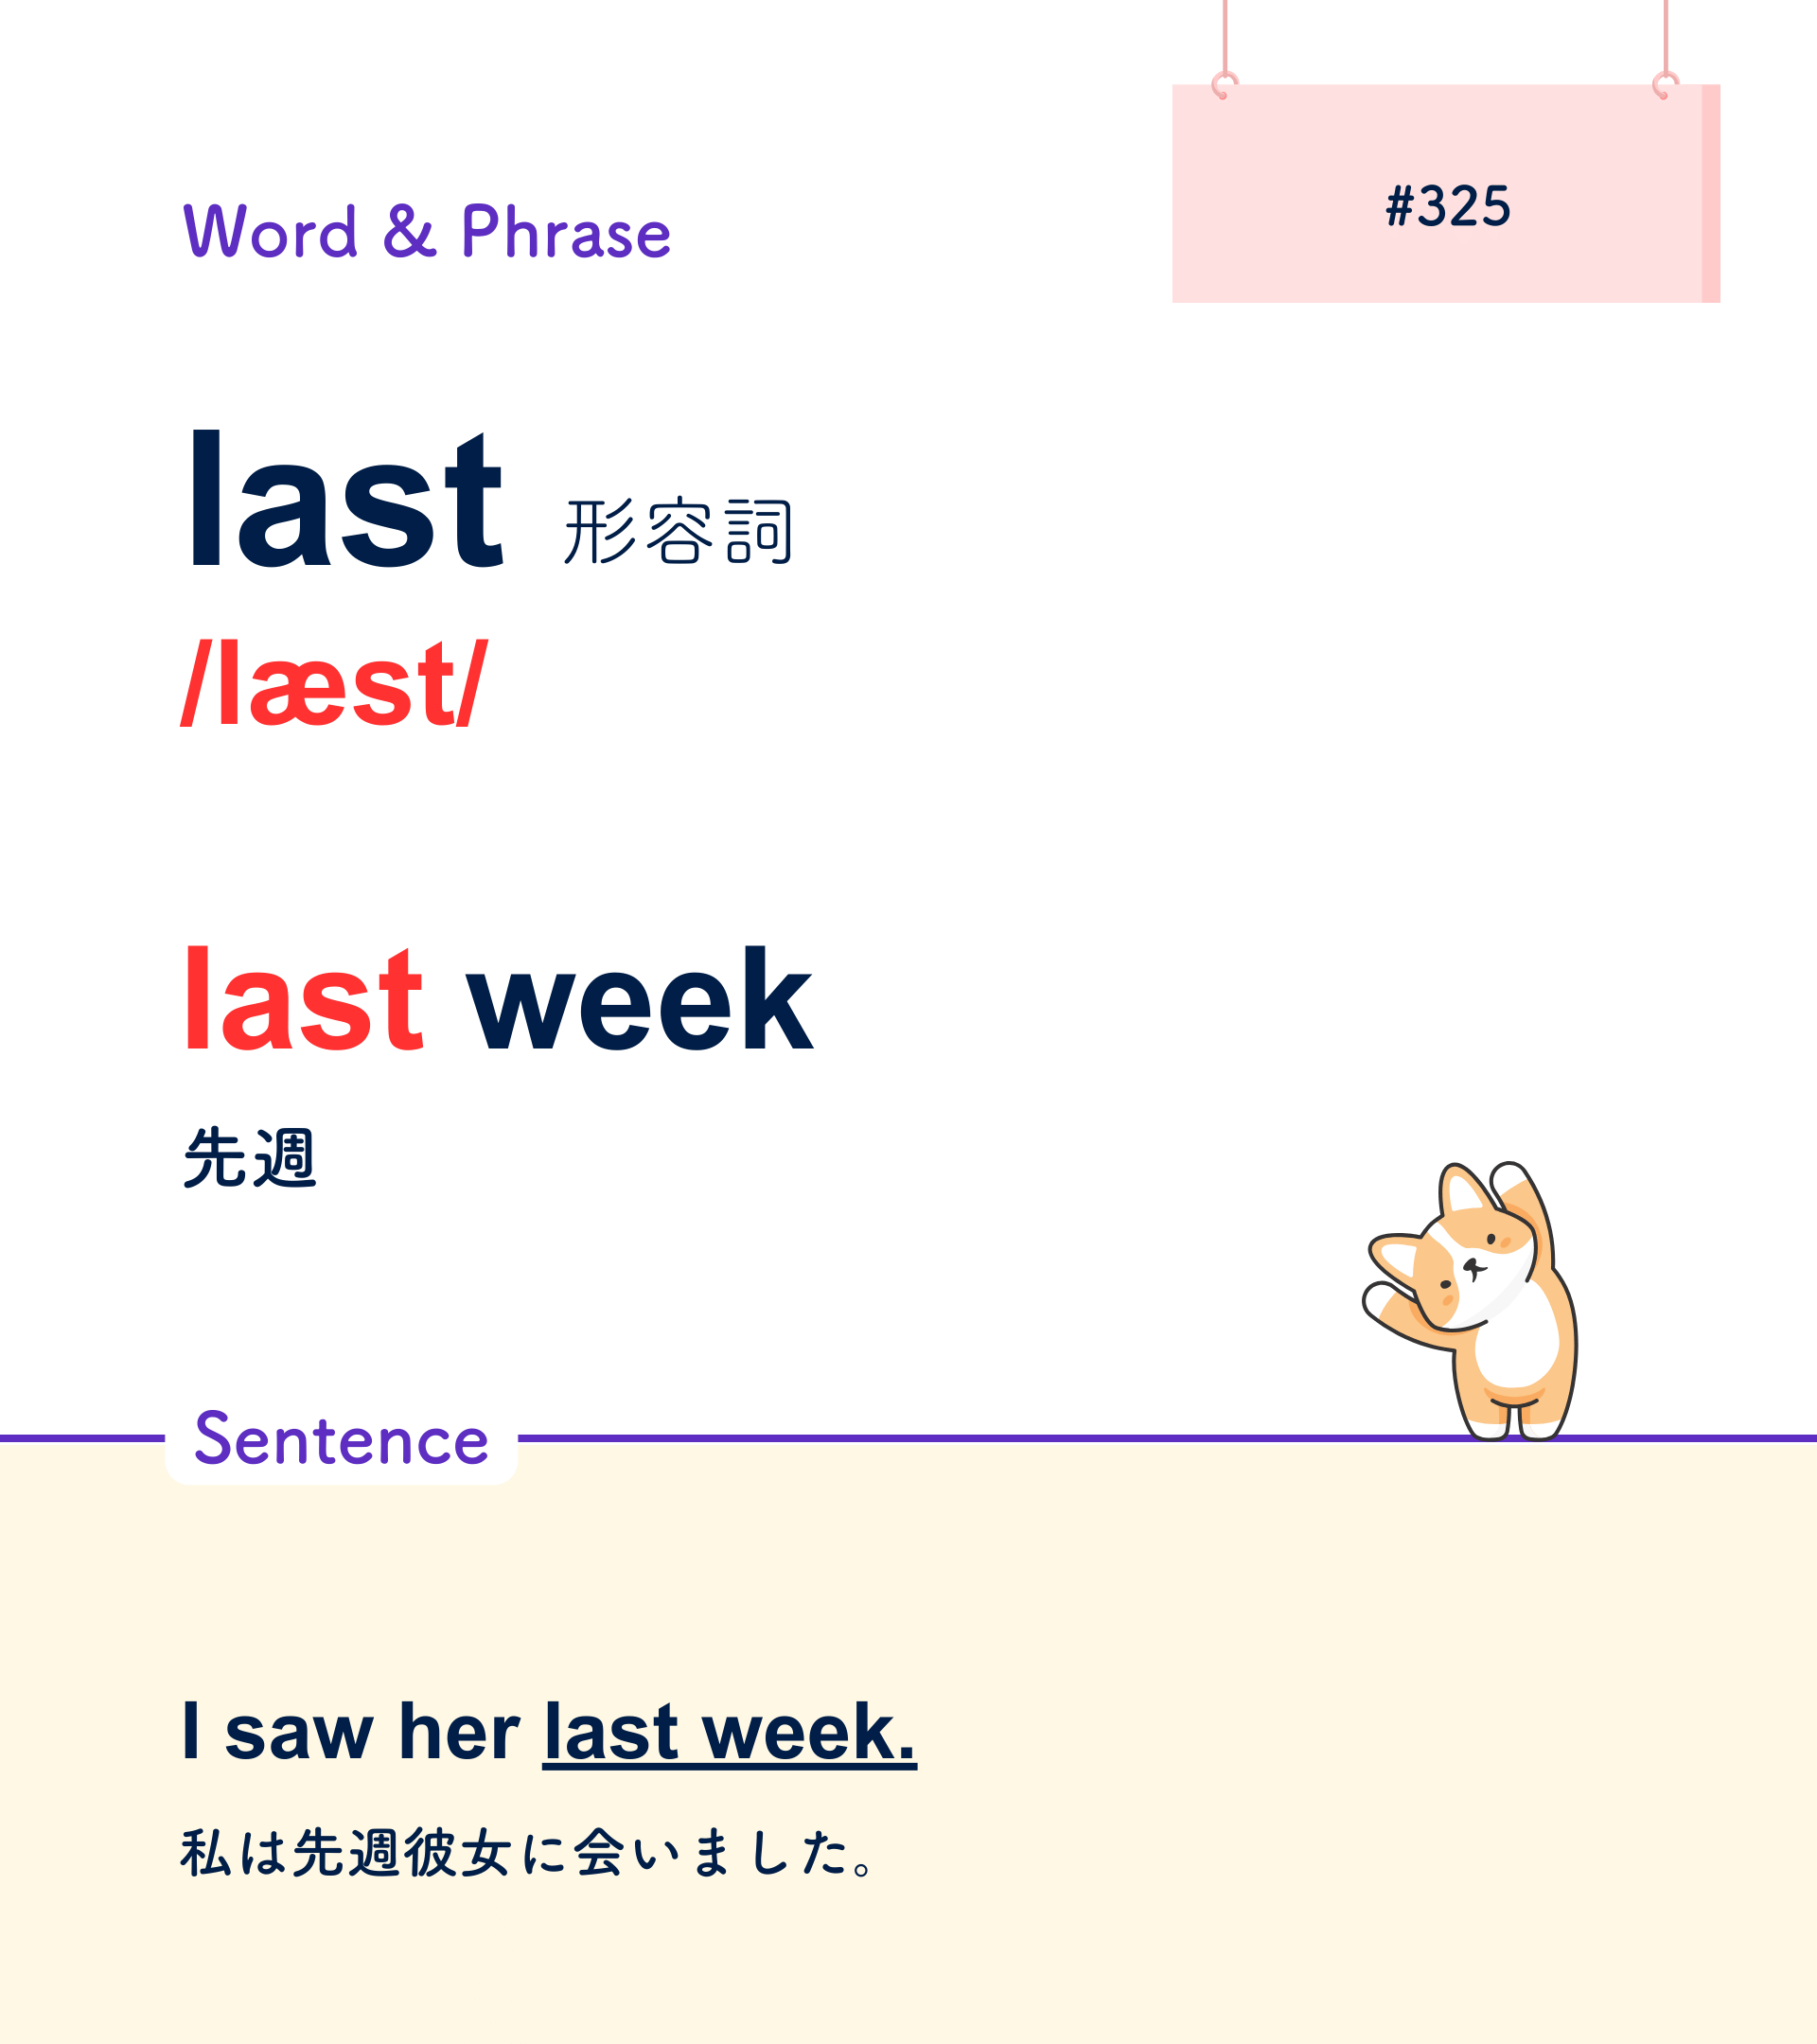 #325
Word & Phrase
last 形容詞
/læst/
last week
先週
Sentence
I saw her last week.
私は先週彼女に会いました。